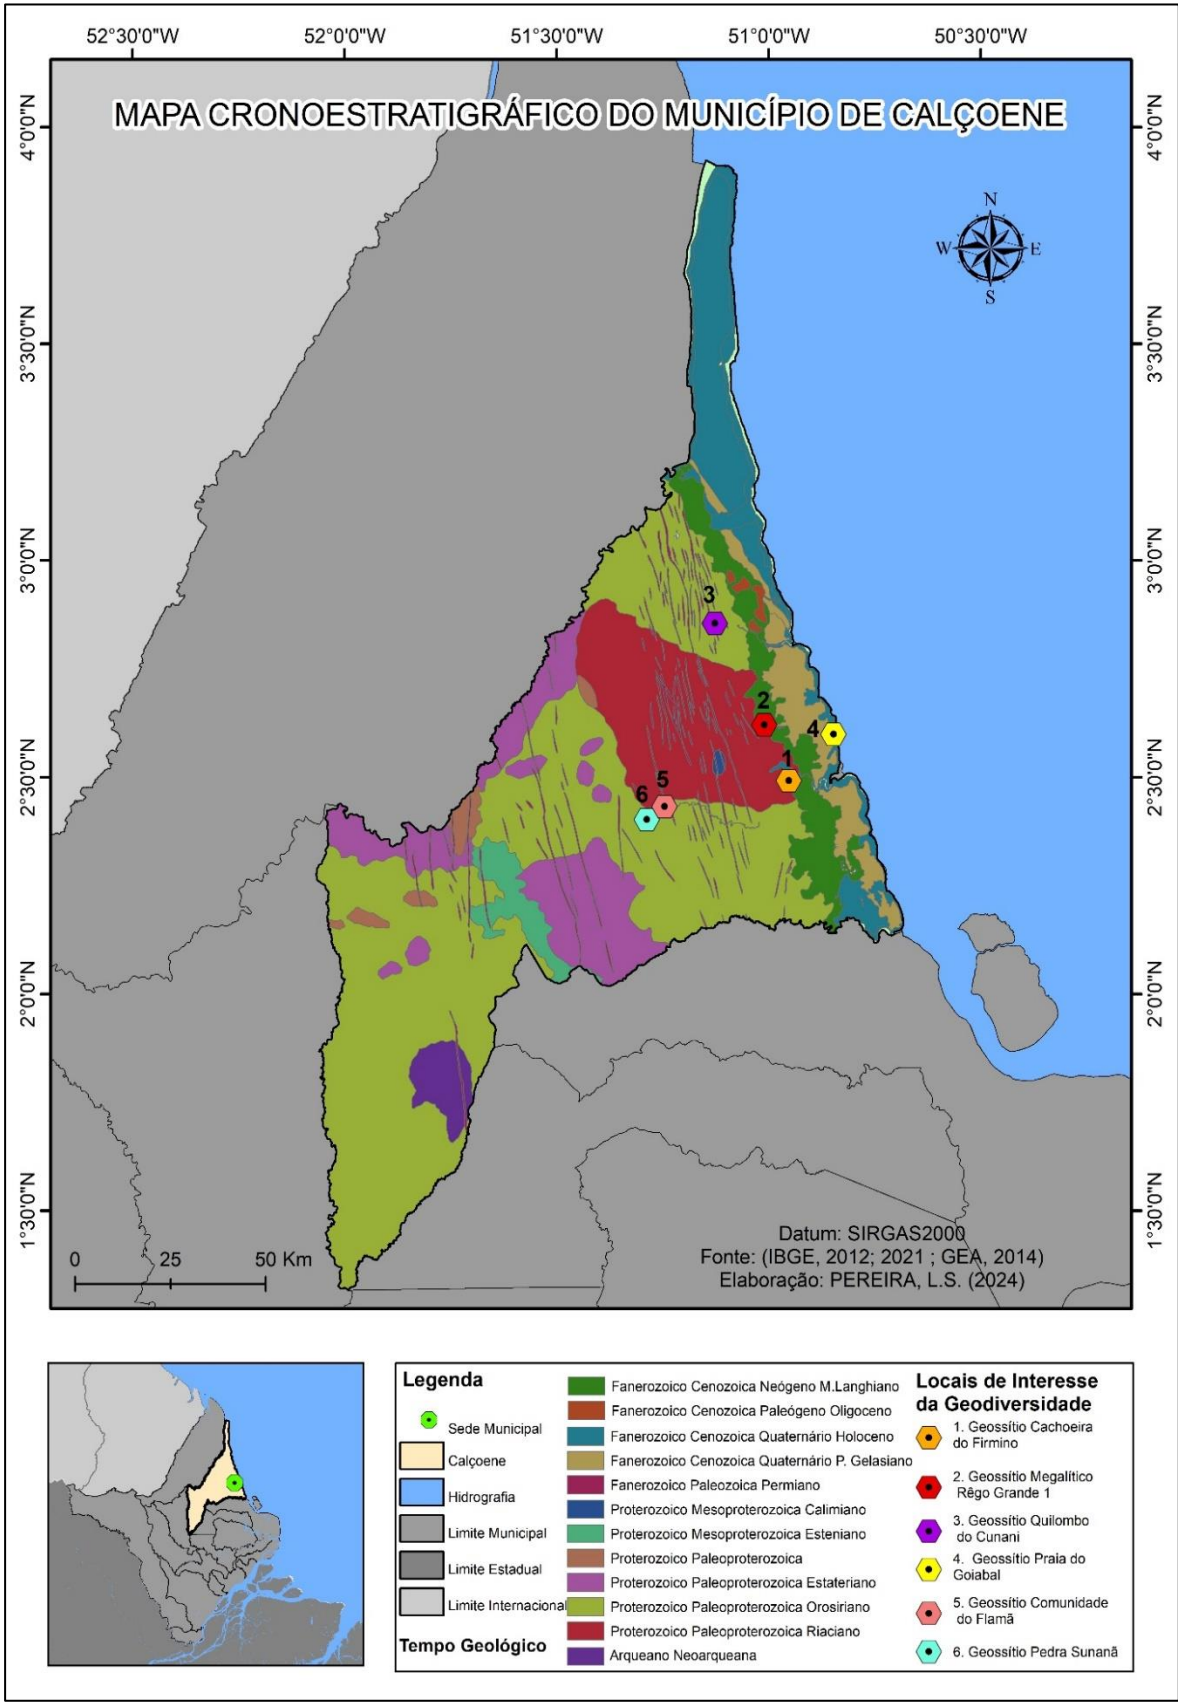 52°30'0"W 52°0'0"W 51°30'0"W 51°0'0"W 50°30'0"W
MAPA CRONOESTRATIGRÁFICO DO MUNICÍPIO DE CALÇOENE
4°0'0"N 4°0'0"N
N
W E
S
3°30'0"N 3°30'0"N
3°0'0"N 3°0'0"N
3
2
4
1
2°30'0"N 2°30'0"N
5
6
2°0'0"N 2°0'0"N
1°30'0"N 1°30'0"N
Datum: SIRGAS2000
Fonte: (IBGE, 2012; 2021 ; GEA, 2014)
Elaboração: PEREIRA, L.S. (2024)
0 25 50 Km
Legenda
Sede Municipal
Calçoene
Hidrografia
Limite Municipal
Limite Estadual
Limite Internacional
Tempo Geológico
Fanerozoico Cenozoica Neógeno M.Langhiano
Fanerozoico Cenozoica Paleógeno Oligoceno
Fanerozoico Cenozoica Quaternário Holoceno
Fanerozoico Cenozoica Quaternário P. Gelasiano
Fanerozoico Paleozoica Permiano
Proterozoico Mesoproterozoica Calimiano
Proterozoico Mesoproterozoica Esteniano
Proterozoico Paleoproterozoica
Proterozoico Paleoproterozoica Estateriano
Proterozoico Paleoproterozoica Orosiriano
Proterozoico Paleoproterozoica Riaciano
Arqueano Neoarqueana
Locais de Interesse
da Geodiversidade
1. Geossítio Cachoeira
do Firmino
2. Geossítio Megalítico
Rêgo Grande 1
3. Geossítio Quilombo
do Cunani
4. Geossítio Praia do
Goiabal
5. Geossítio Comunidade
do Flamã
6. Geossítio Pedra Sunanã